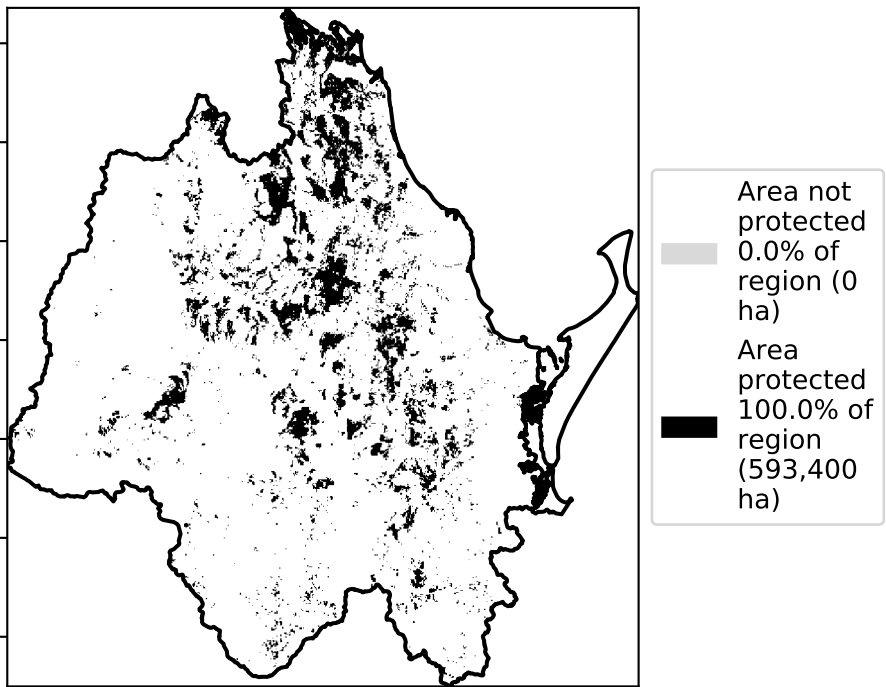 Area not
protected
0.0% of
region (0
ha)
Area
protected
100.0% of
region
(593,400
ha)